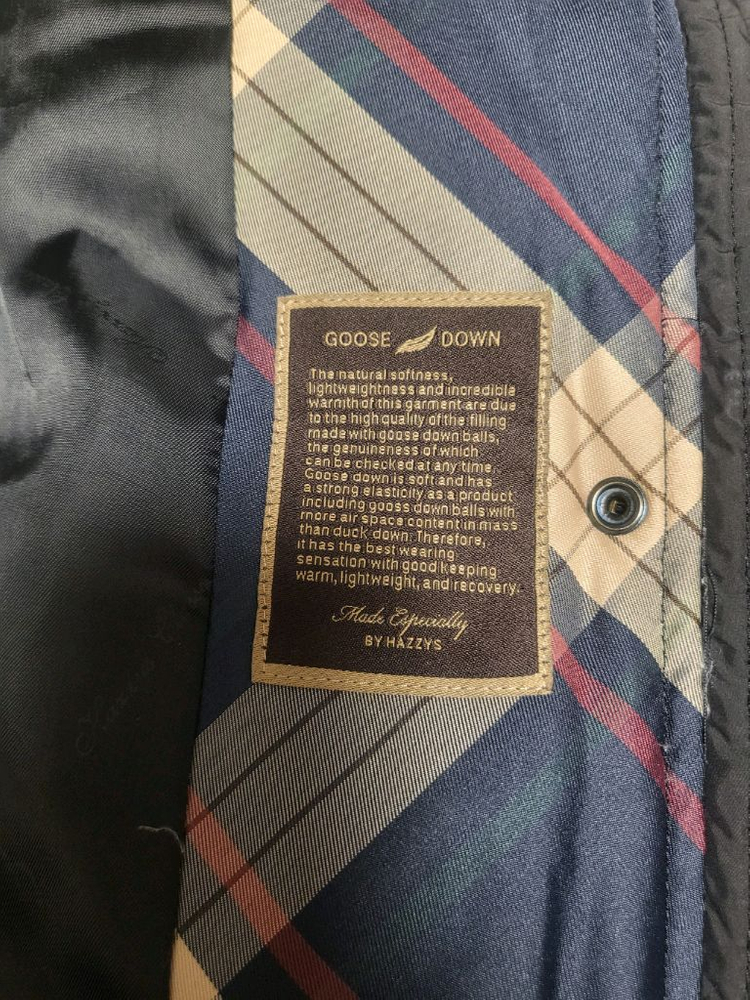 GOOSE DOWN
The natural softness,
lightweightness and incredible
warmth of this garment are due
to the high quality of the filling
made with goose down balls,
the genuineness of which
can be checked at any time.
Goose down is soft and has
a strong elasticity as a product
including gooss down balls with
more air space content in mass
than duck down. Therefore,
it has the best wearing
sensation with good keeping
warm, lightweight, and recovery.
Made Especially
BY HAZZYS